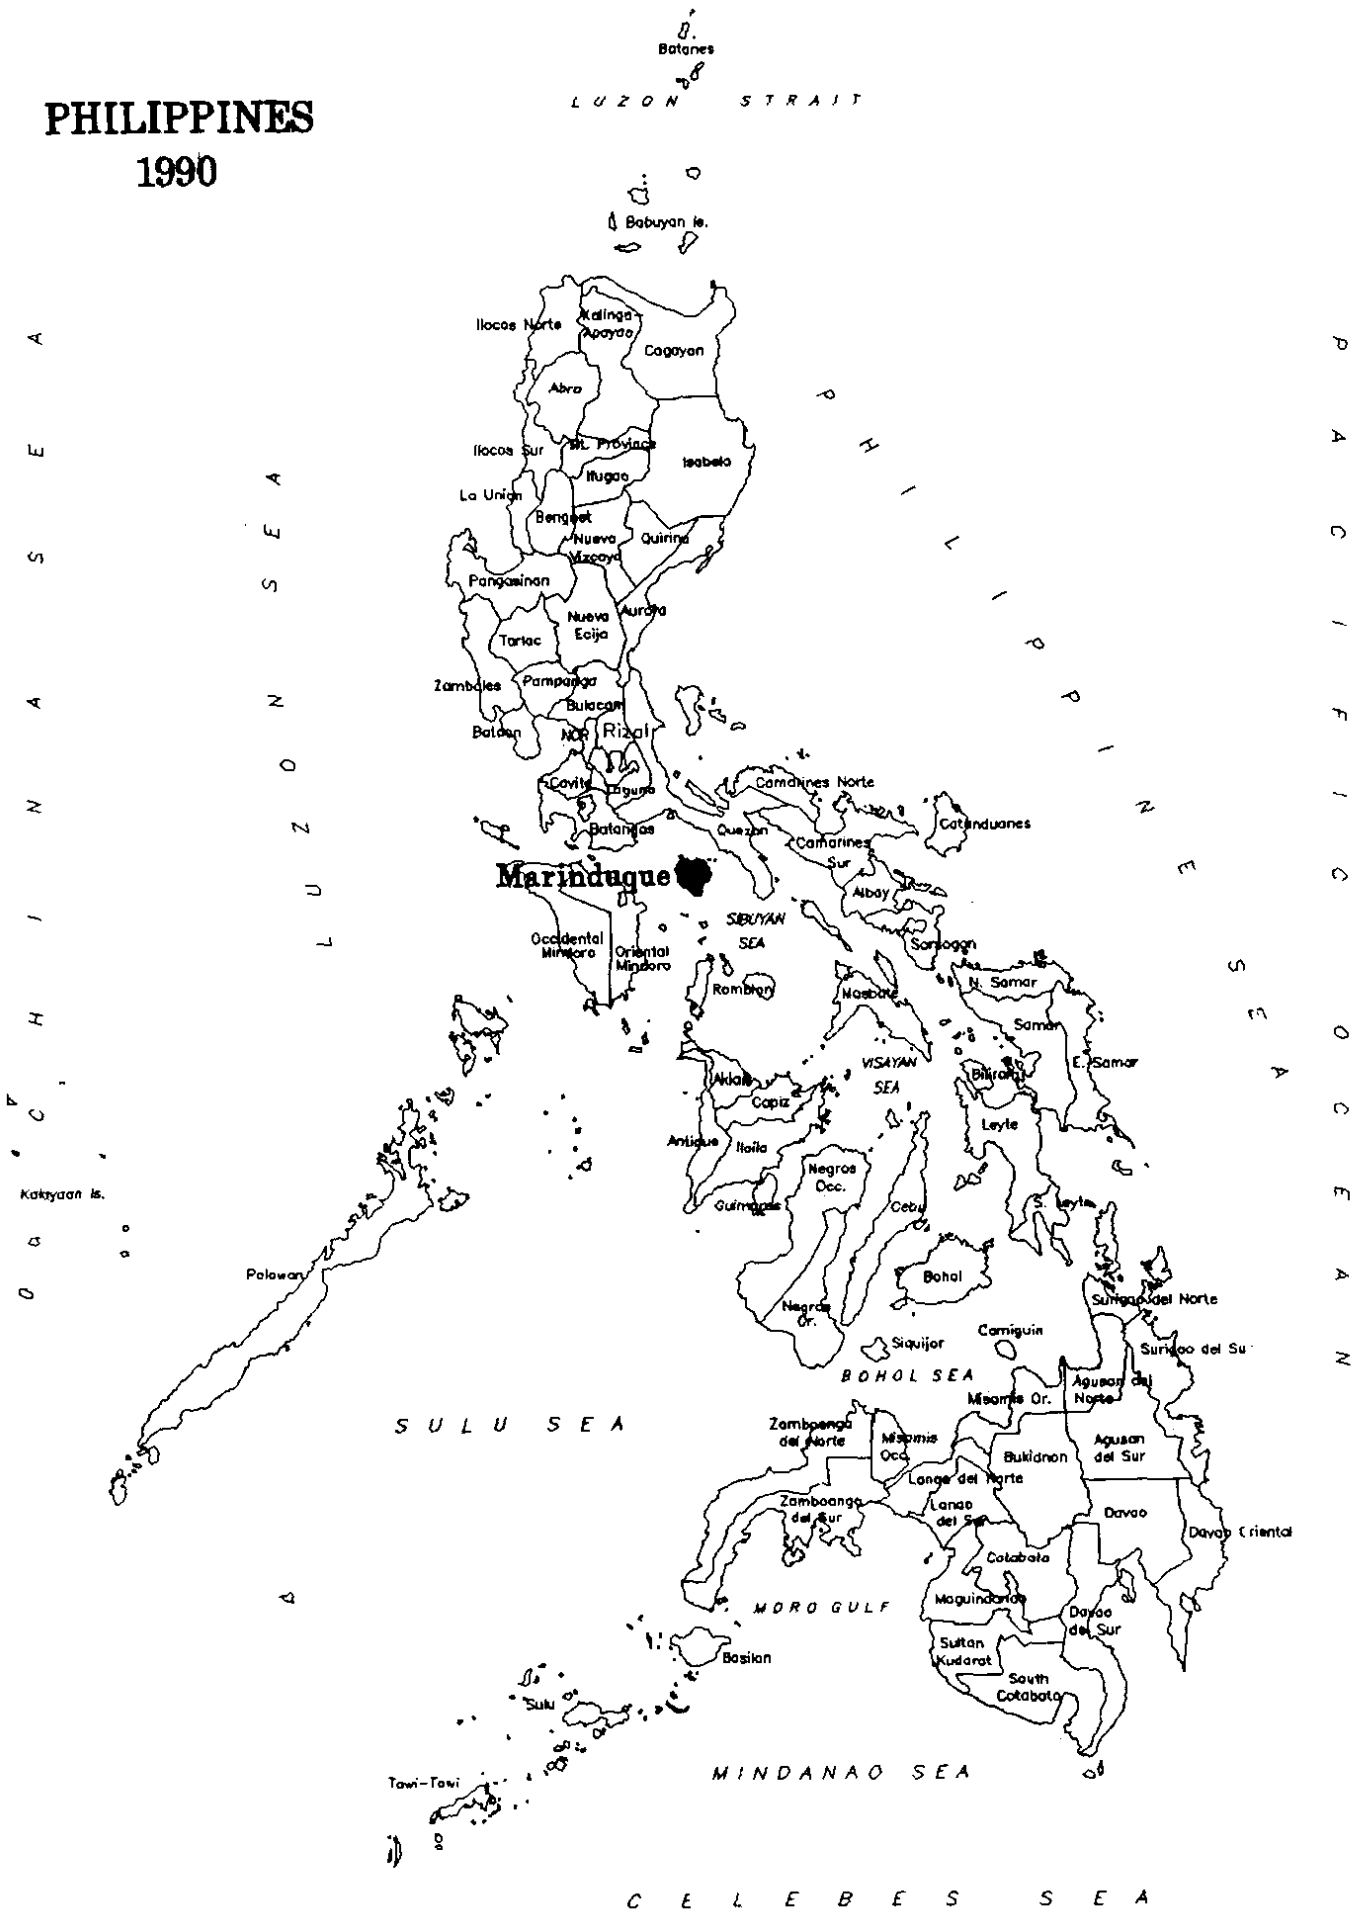 Batanes
LUZON STRAIT
PHILIPPINES
1990
Babuyan Is.
Ilocos Norte
Kalinga-
Apayao
Cagayan
Abra
Ilocos Sur
Mt. Province
Isabela
Ifugao
La Union
Benguet
Nueva
Vizcaya
Quirino
Pangasinan
Aurora
Nueva
Ecija
Tarlac
Zambales
Pampanga
Bulacan
Bataan
NCR
Rizal
Cavite
Laguna
Camarines Norte
Batangas
Quezon
Catanduanes
Camarines
Sur
Marinduque
Albay
SIBUYAN
SEA
Occidental
Mindoro
Oriental
Mindoro
Sorsogon
Romblon
Masbate
N. Samar
Samar
E. Samar
VISAYAN
SEA
Biliran
Aklan
Capiz
Leyte
Antique
Iloilo
Negros
Occ.
Guimaras
Cebu
S. Leyte
Kalayaan Is.
Palawan
Bohol
Surigao del Norte
Negros
Or.
Siquijor
Camiguin
Surigao del Su
BOHOL SEA
Agusan del
Norte
Misamis Or.
SULU SEA
Zamboanga
del Norte
Misamis
Occ.
Bukidnon
Agusan
del Sur
Lanao del Norte
Zamboanga
del Sur
Lanao
del Sur
Davao
Davao Oriental
Cotabato
Maguindanao
MORO GULF
Davao
del Sur
Sultan
Kudarat
Basilan
South
Cotabato
Sulu
MINDANAO SEA
Tawi-Tawi
CELEBES SEA
SOUTH CHINA SEA
LUZON SEA
PHILIPPINE SEA
PACIFIC OCEAN